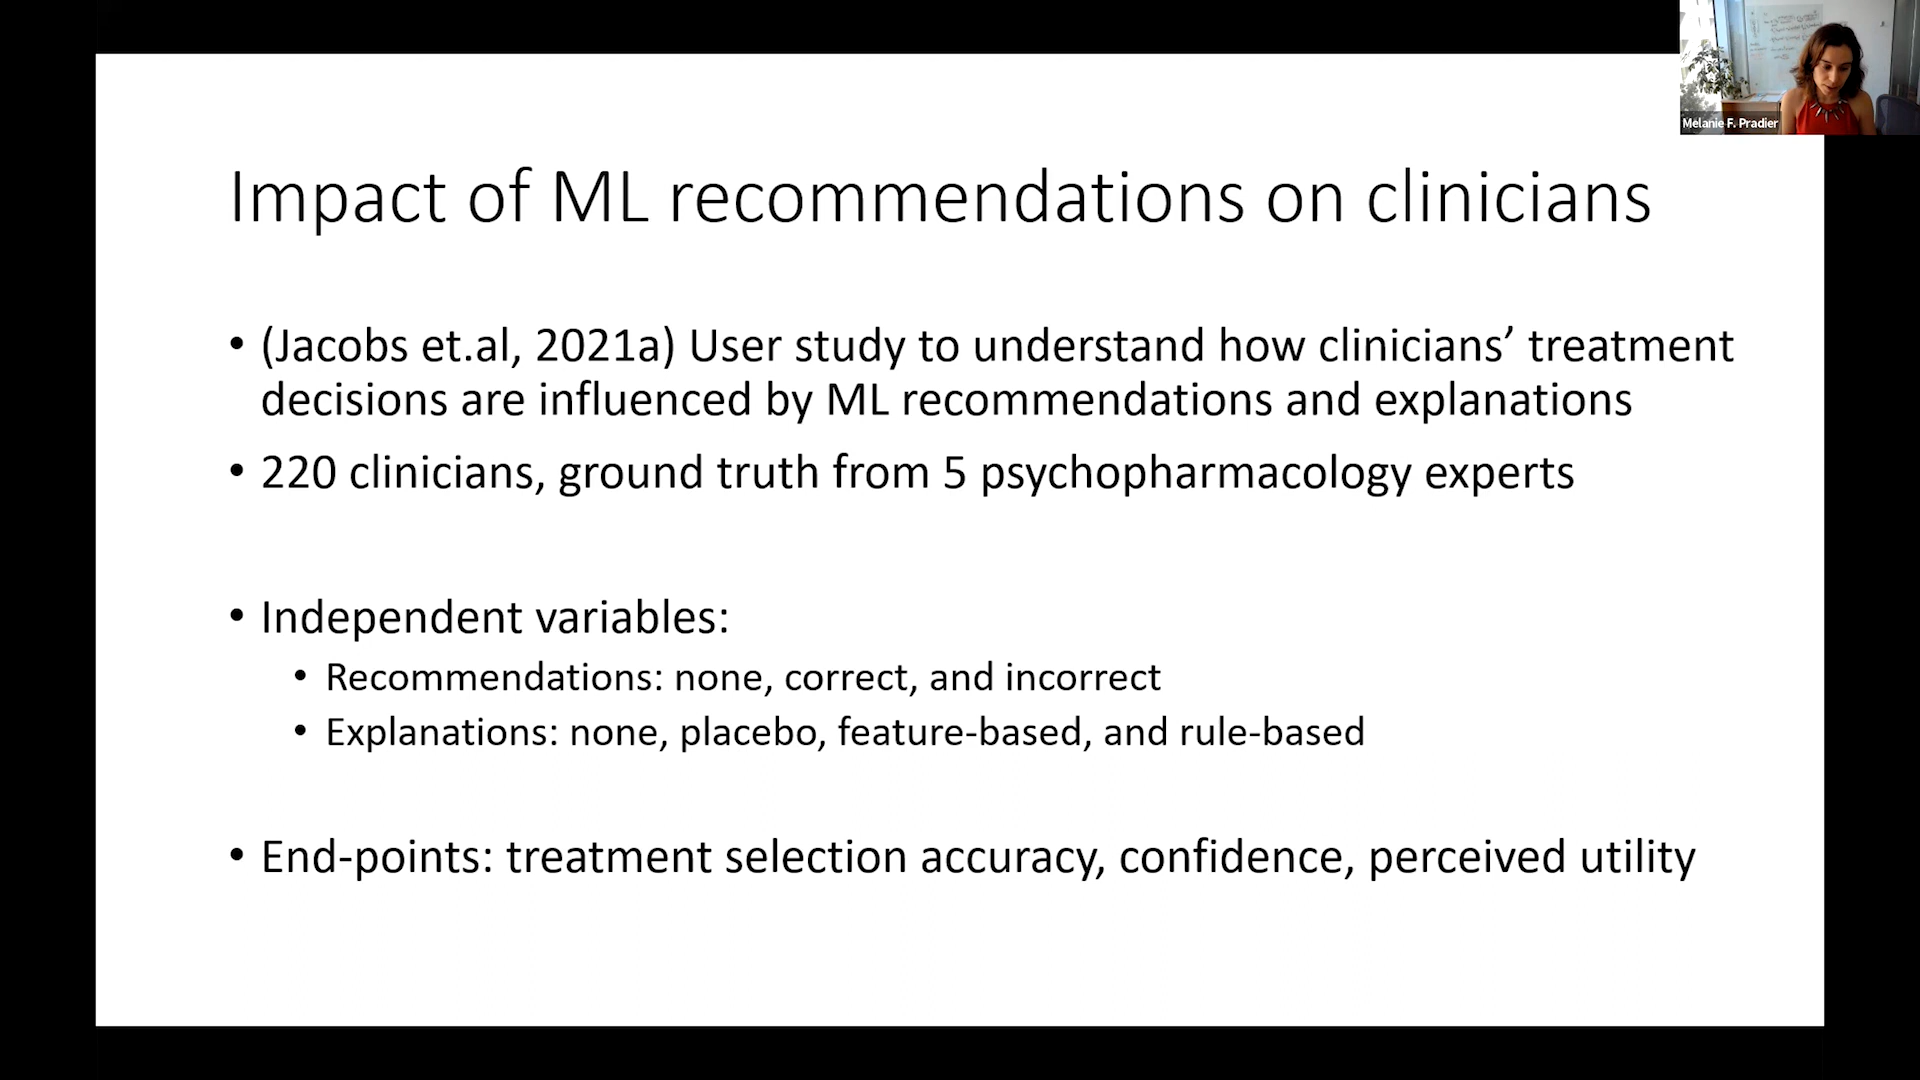 Melanie F. Pradier
Impact of ML recommendations on clinicians
• (Jacobs et.al, 2021a) User study to understand how clinicians’ treatment
decisions are influenced by ML recommendations and explanations
• 220 clinicians, ground truth from 5 psychopharmacology experts
• Independent variables:
• Recommendations: none, correct, and incorrect
• Explanations: none, placebo, feature-based, and rule-based
• End-points: treatment selection accuracy, confidence, perceived utility